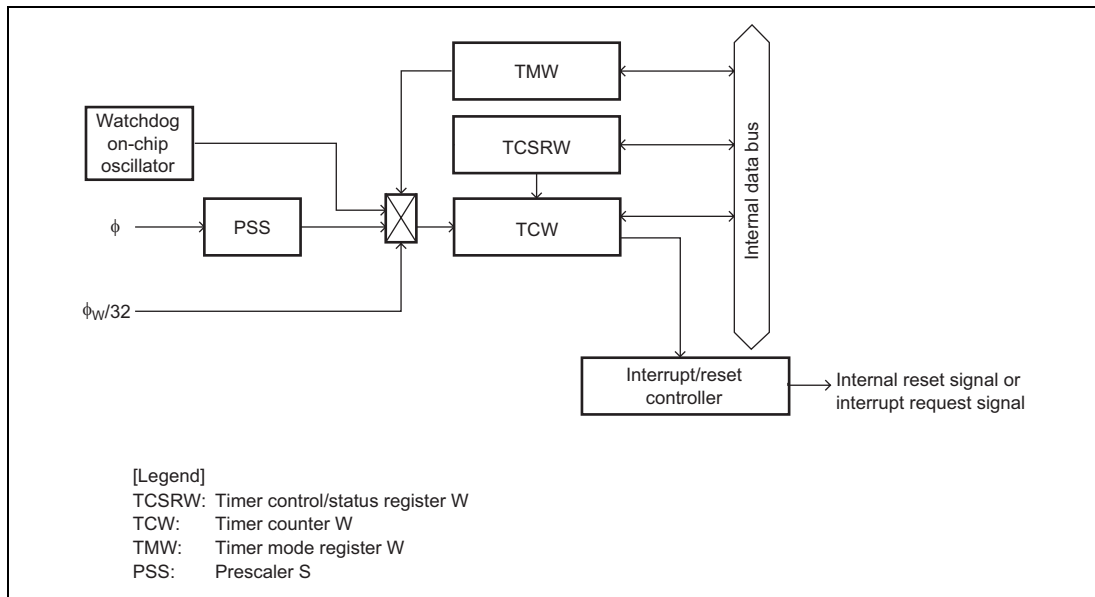 TMW
Watchdog
on-chip
oscillator
TCSRW
Internal data bus
ϕ
PSS
TCW
ϕW/32
Interrupt/reset
controller
Internal reset signal or
interrupt request signal
[Legend]
TCSRW: Timer control/status register W
TCW: Timer counter W
TMW: Timer mode register W
PSS: Prescaler S